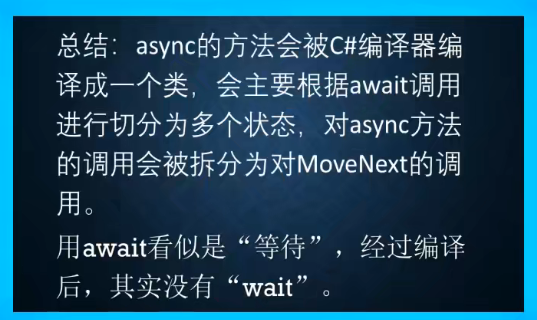 总结：async的方法会被C#编译器编
译成一个类，会主要根据await调用
进行切分为多个状态，对async方法
的调用会被拆分为对MoveNext的调
用。
用await看似是“等待”，经过编译
后，其实没有“wait”。